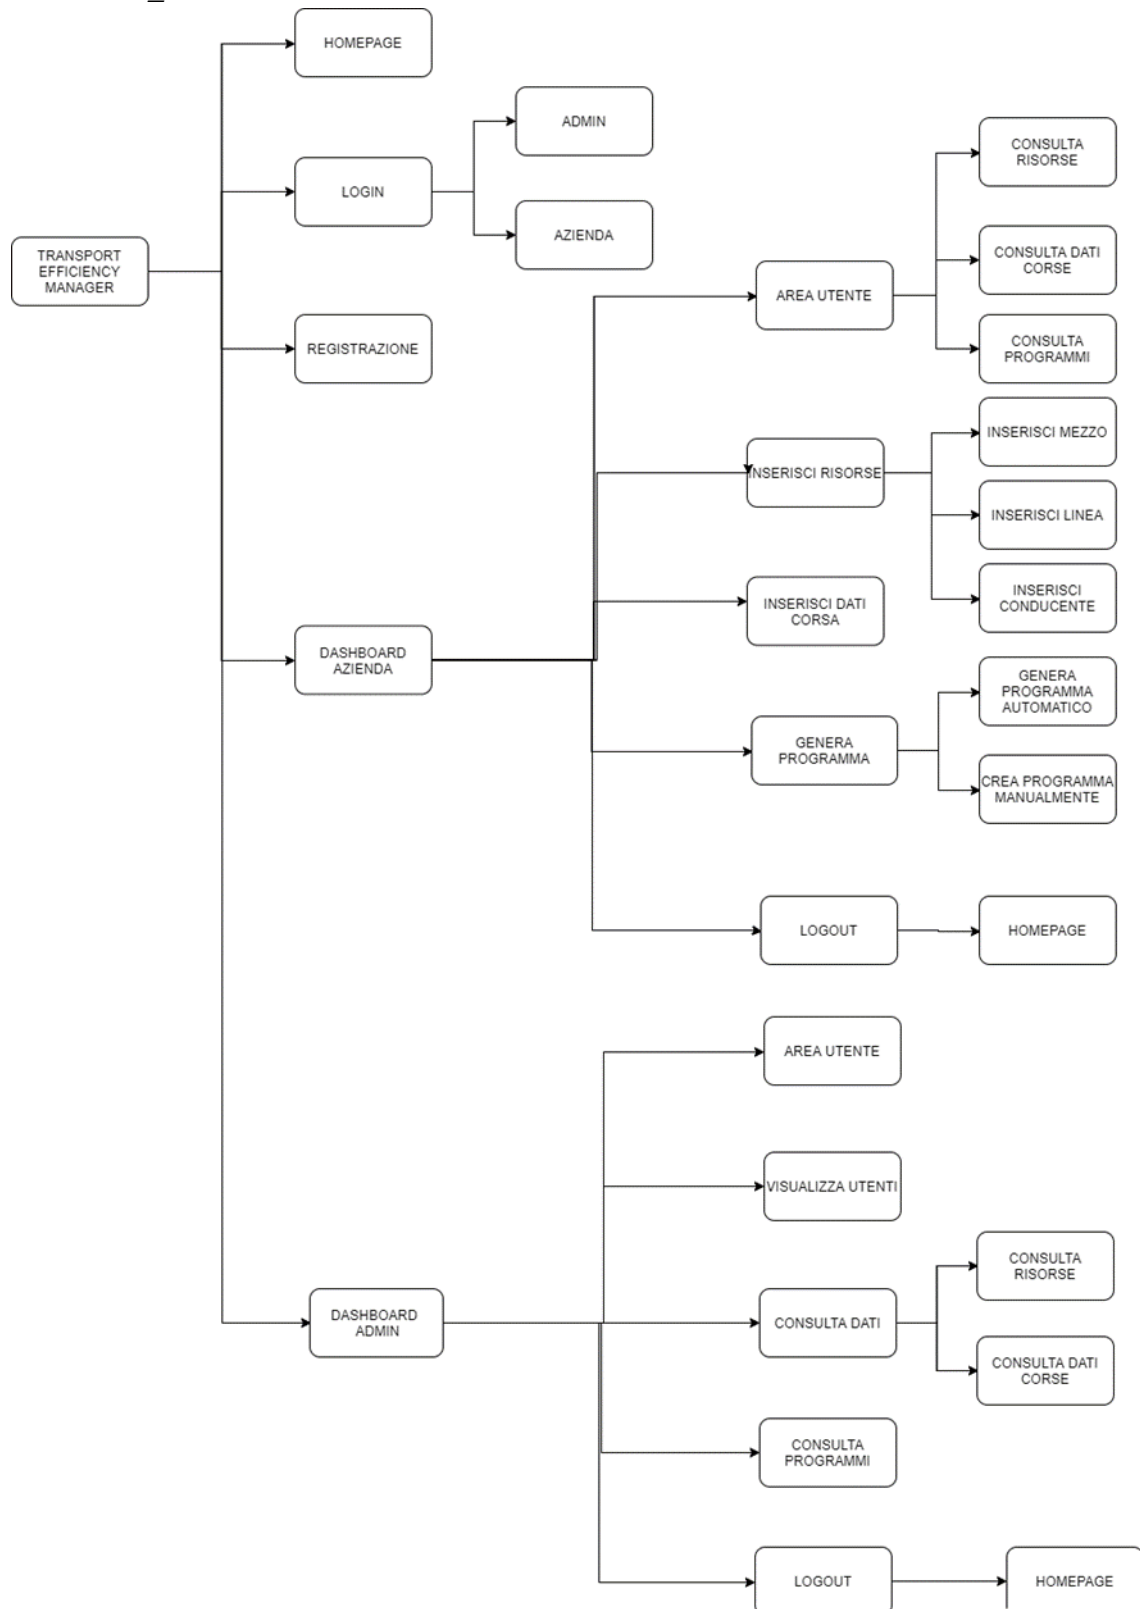 HOMEPAGE
ADMIN
CONSULTA
RISORSE
LOGIN
AZIENDA
TRANSPORT
EFFICIENCY
MANAGER
CONSULTA DATI
CORSE
AREA UTENTE
REGISTRAZIONE
CONSULTA
PROGRAMMI
INSERISCI MEZZO
INSERISCI RISORSE
INSERISCI LINEA
INSERISCI DATI
CORSA
INSERISCI
CONDUCENTE
DASHBOARD
AZIENDA
GENERA
PROGRAMMA
AUTOMATICO
GENERA
PROGRAMMA
CREA PROGRAMMA
MANUALMENTE
LOGOUT
HOMEPAGE
AREA UTENTE
VISUALIZZA UTENTI
CONSULTA
RISORSE
DASHBOARD
ADMIN
CONSULTA DATI
CONSULTA DATI
CORSE
CONSULTA
PROGRAMMI
LOGOUT
HOMEPAGE